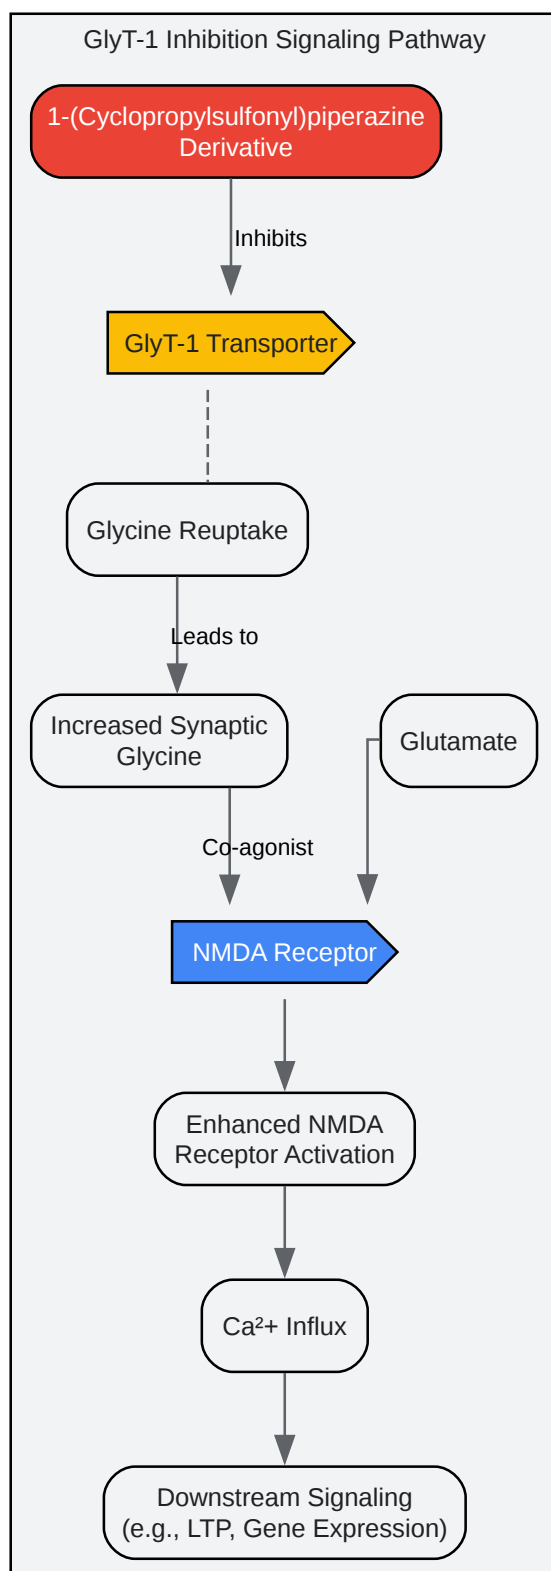 GlyT-1 Inhibition Signaling Pathway
1-(Cyclopropylsulfonyl)piperazine
Derivative
Inhibits
GlyT-1 Transporter
Glycine Reuptake
Leads to
Increased Synaptic
Glycine
Glutamate
Co-agonist
NMDA Receptor
Enhanced NMDA
Receptor Activation
Ca²+ Influx
Downstream Signaling
(e.g., LTP, Gene Expression)